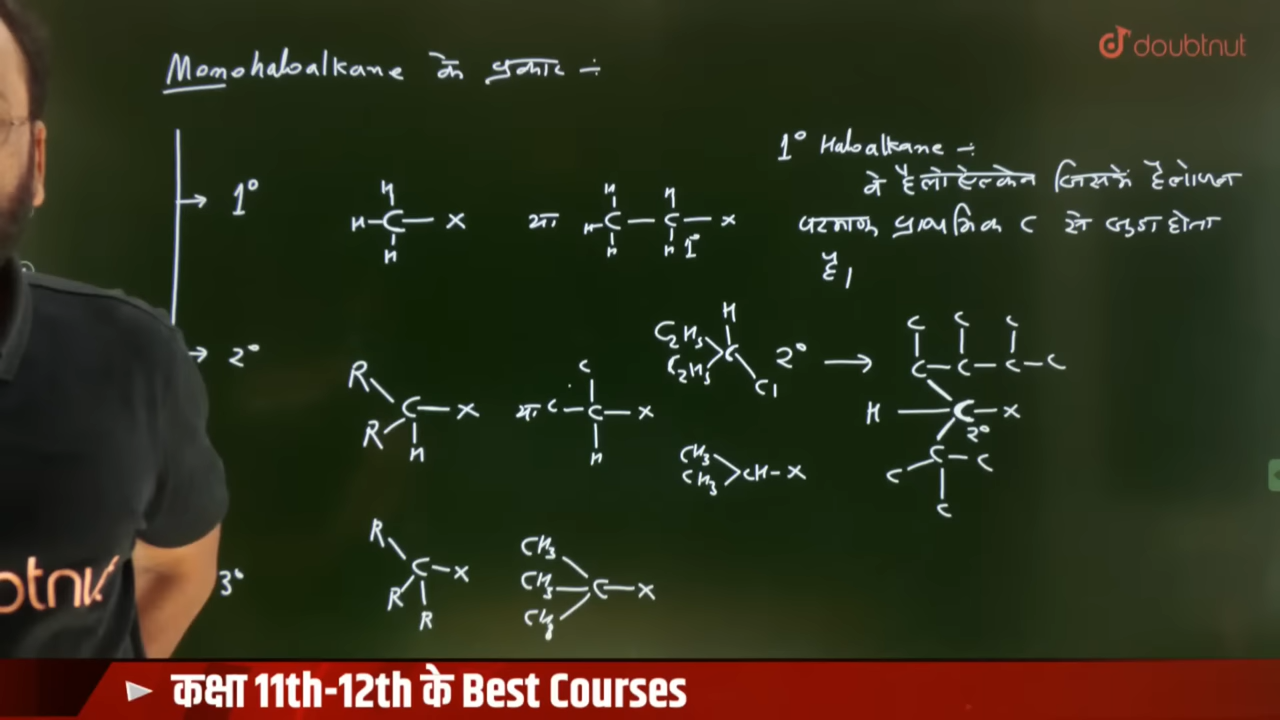 doubtnut
Monohaloalkane के प्रकार :-
1° Haloalkane :-
वे हैलोऐल्केन जिसमें हैलोजन
परमाणु प्राथमिक C से जुड़ा होता
है।
→ 1°
H
H-C-X
H
या
H H
H-C-C-X
H H 1°
→ 2°
R
R C-X
H
या
C
C-C-X
H
H
C2H5
C2H5 C
Cl
2° →
C C C
C-C-C-C
H-C-X
2°
C-C-C
C
CH3
CH3 CH-X
3°
R
R C-X
R
CH3
CH3 C-X
CH3
कक्षा 11th-12th के Best Courses